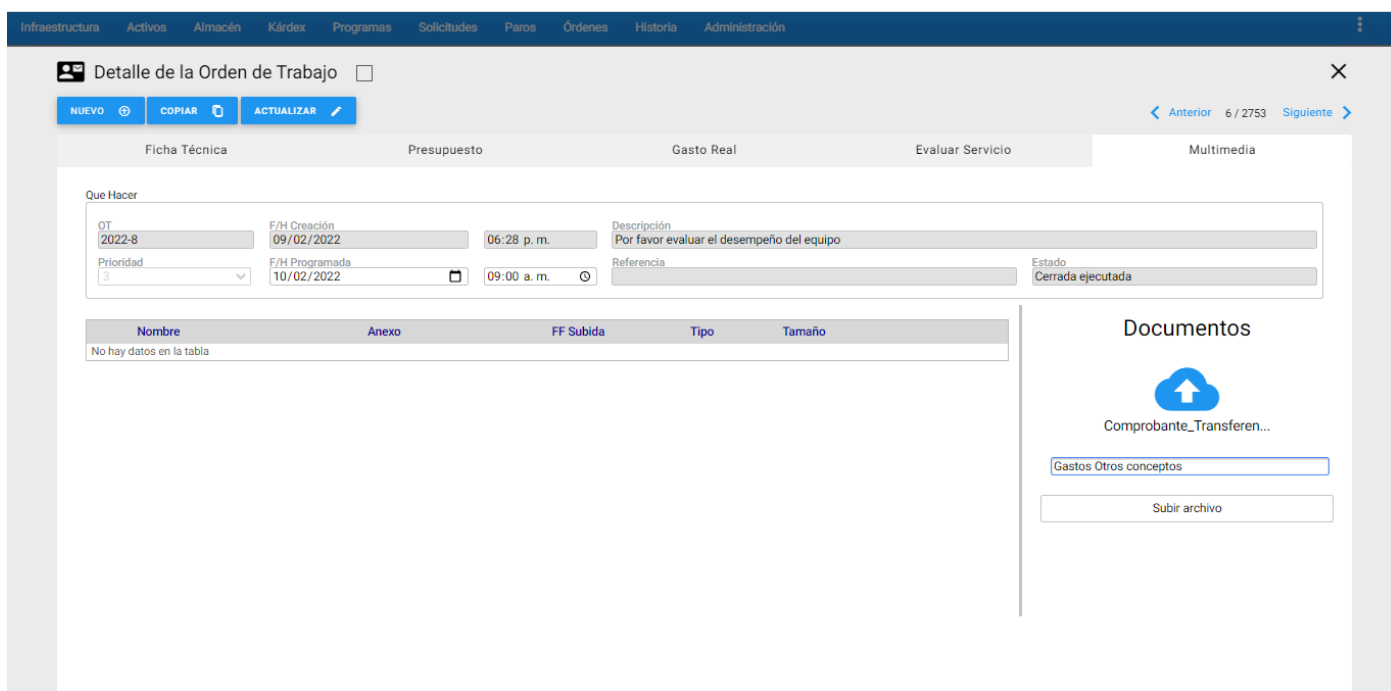 Infraestructura Activos Almacén Kárdex Programas Solicitudes Paros Órdenes Historia Administración
Detalle de la Orden de Trabajo
NUEVO COPIAR ACTUALIZAR
Anterior 6 / 2753 Siguiente
Ficha Técnica Presupuesto Gasto Real Evaluar Servicio Multimedia
Que Hacer
OT F/H Creación Descripción
2022-8 09/02/2022 06:28 p. m. Por favor evaluar el desempeño del equipo
Prioridad F/H Programada Referencia Estado
3 10/02/2022 09:00 a. m. Cerrada ejecutada
Nombre Anexo FF Subida Tipo Tamaño
No hay datos en la tabla
Documentos
Comprobante_Transferen...
Gastos Otros conceptos
Subir archivo